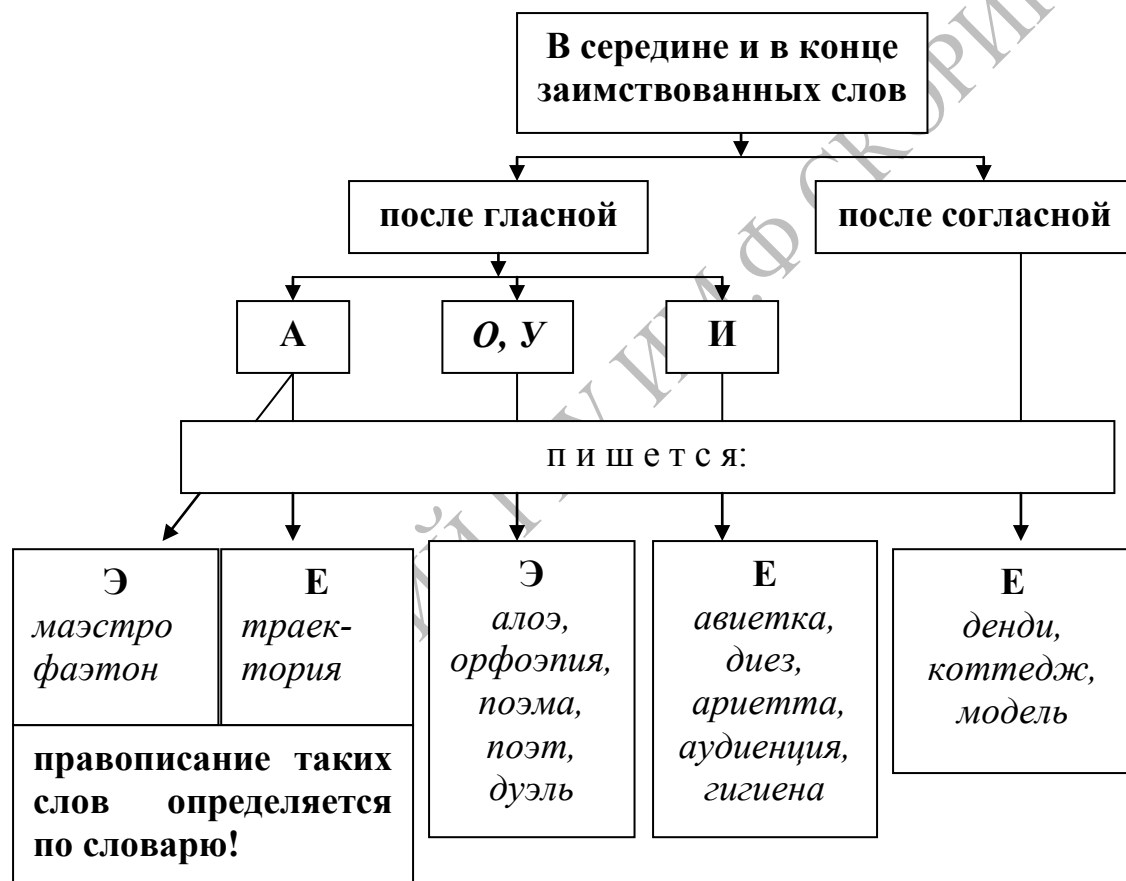 В середине и в конце
заимствованных слов
после гласной
после согласной
А
О, У
И
п и ш е т с я:
Э
маэстро
фаэтон
Е
траек-
тория
правописание таких
слов определяется
по словарю!
Э
алоэ,
орфоэпия,
поэма,
поэт,
дуэль
Е
авиетка,
диез,
ариетта,
аудиенция,
гигиена
Е
денди,
коттедж,
модель